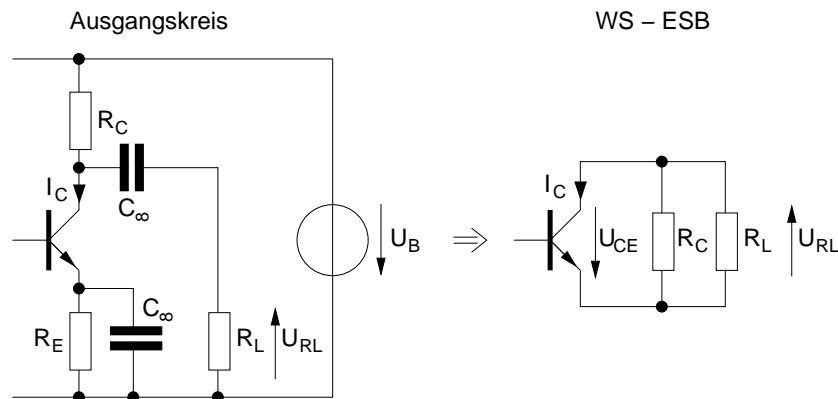 Ausgangskreis
WS – ESB
R_C
I_C
C_∞
U_B
⇒
I_C
U_CE
R_C
R_L
U_RL
C_∞
R_E
R_L
U_RL